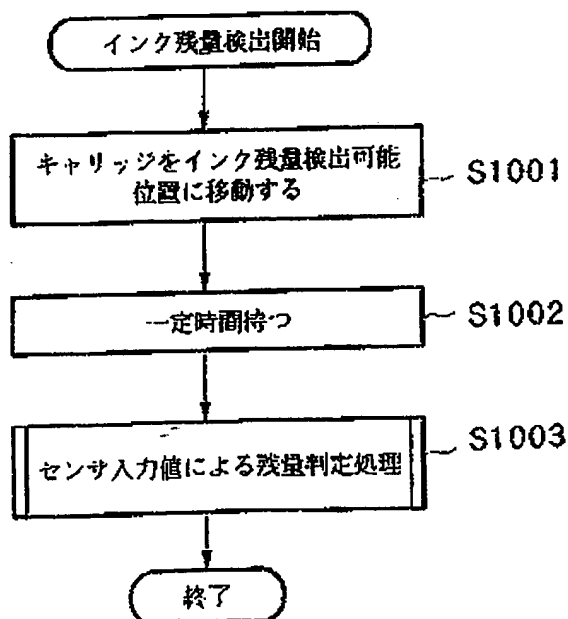 インク残量検出開始
キャリッジをインク残量検出可能
位置に移動する
S1001
一定時間待つ
S1002
センサ入力値による残量判定処理
S1003
終了